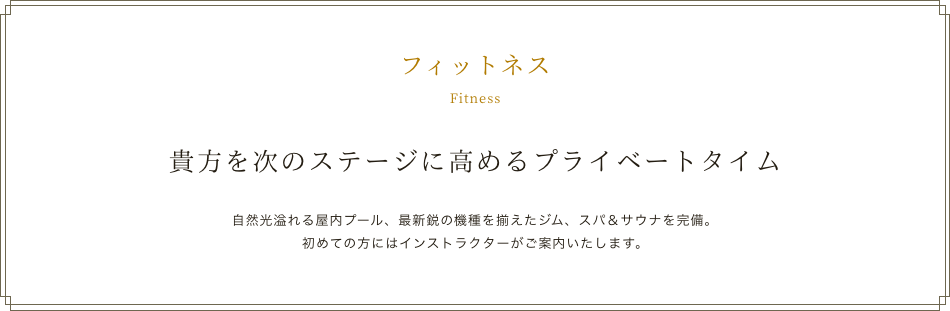 フィットネス
Fitness
貴方を次のステージに高めるプライベートタイム
自然光溢れる屋内プール、最新鋭の機種を揃えたジム、スパ＆サウナを完備。
初めての方にはインストラクターがご案内いたします。